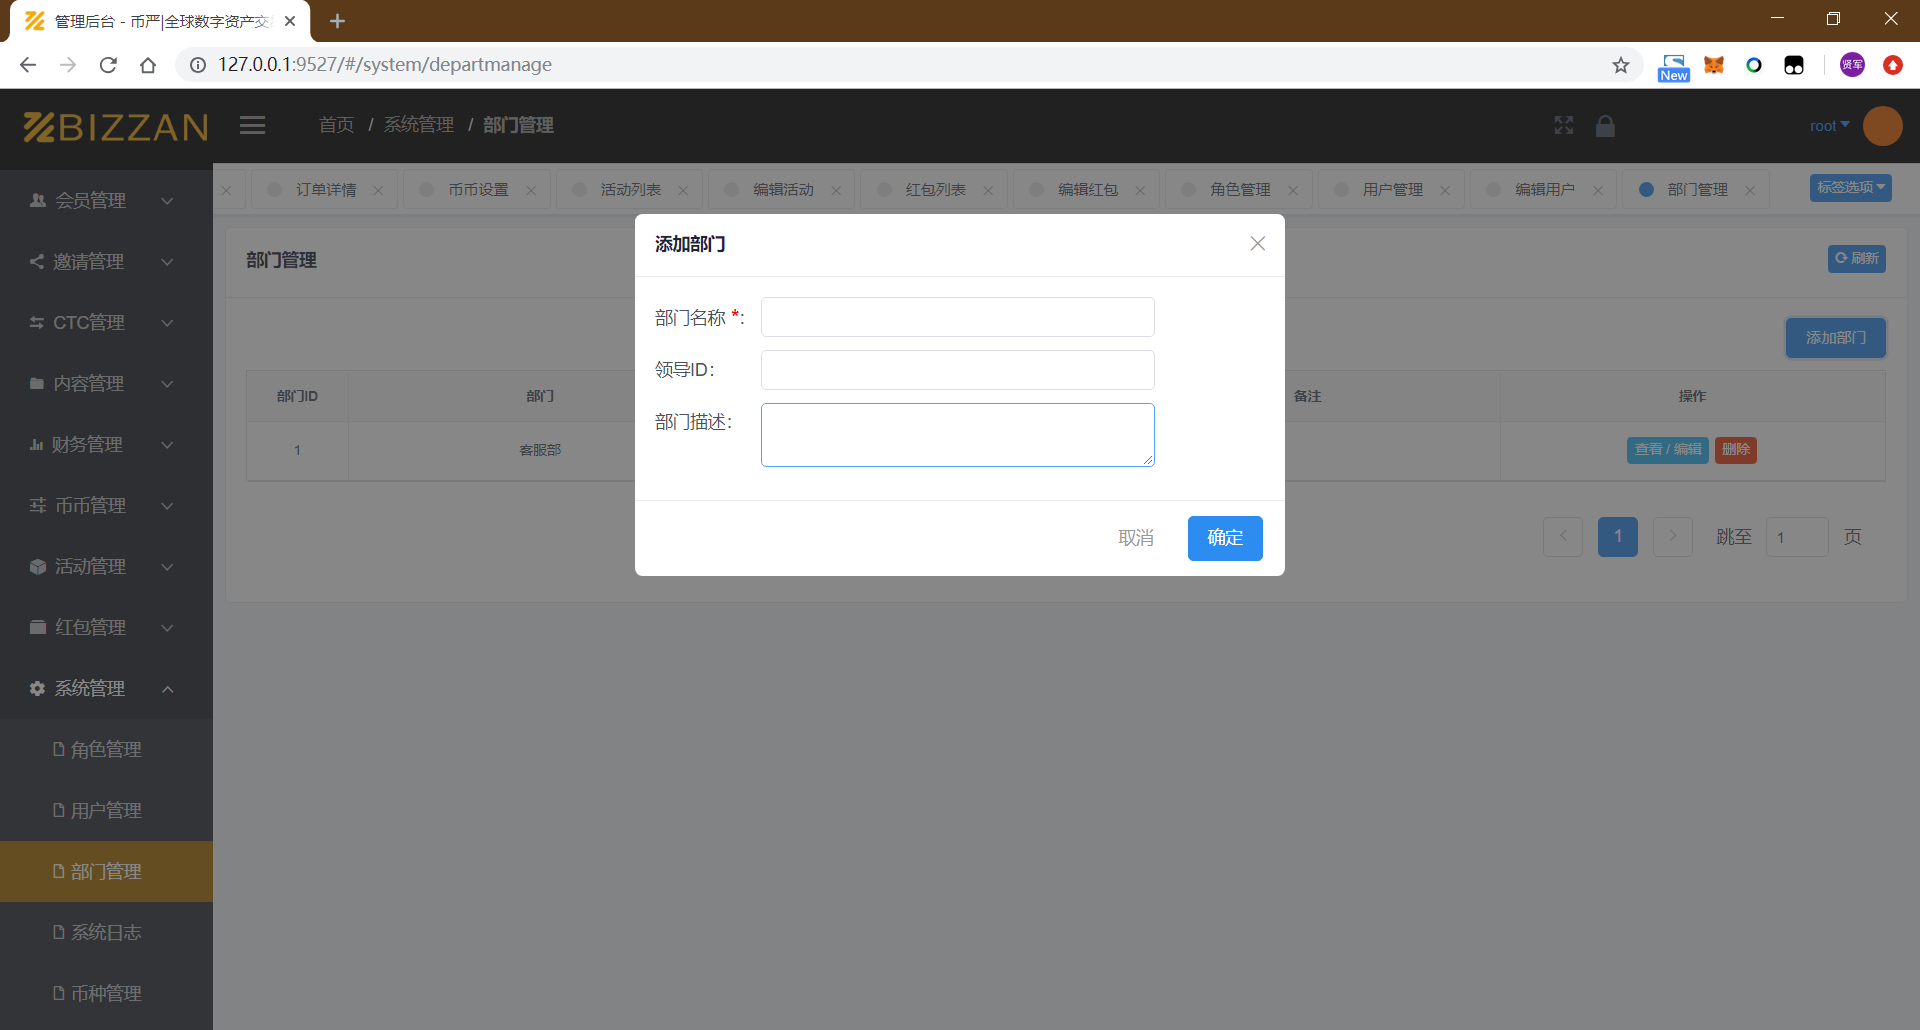 管理后台 - 币严|全球数字资产交
127.0.0.1:9527/#/system/departmanage
New
贤军
BIZZAN
首页 / 系统管理 / 部门管理
root
订单详情
币币设置
活动列表
编辑活动
红包列表
编辑红包
角色管理
用户管理
编辑用户
部门管理
标签选项
会员管理
邀请管理
CTC管理
内容管理
财务管理
币币管理
活动管理
红包管理
系统管理
角色管理
用户管理
部门管理
系统日志
币种管理
部门管理
刷新
添加部门
部门ID 部门 备注 操作
1 客服部 查看 / 编辑 删除
1 跳至 1 页
添加部门
部门名称 *:
领导ID:
部门描述:
取消 确定